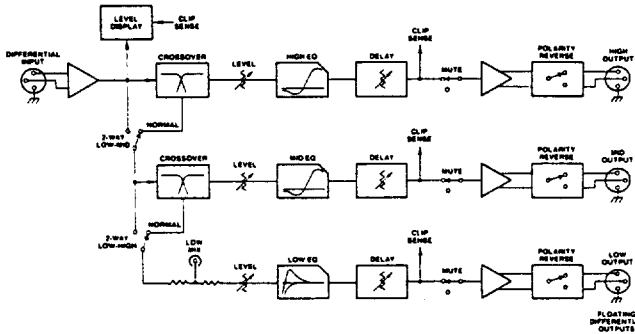 LEVEL
DISPLAY
CLIP
SENSE
DIFFERENTIAL
INPUT
CROSSOVER
LEVEL
HIGH EQ
DELAY
CLIP
SENSE
MUTE
POLARITY
REVERSE
HIGH
OUTPUT
2-WAY
LOW-MID
NORMAL
CROSSOVER
LEVEL
MID EQ
DELAY
CLIP
SENSE
MUTE
POLARITY
REVERSE
MID
OUTPUT
2-WAY
LOW-HIGH
NORMAL
LOW
LEVEL
LOW EQ
DELAY
CLIP
SENSE
MUTE
POLARITY
REVERSE
LOW
OUTPUT
FLOATING
DIFFERENTI
OUTPUTS